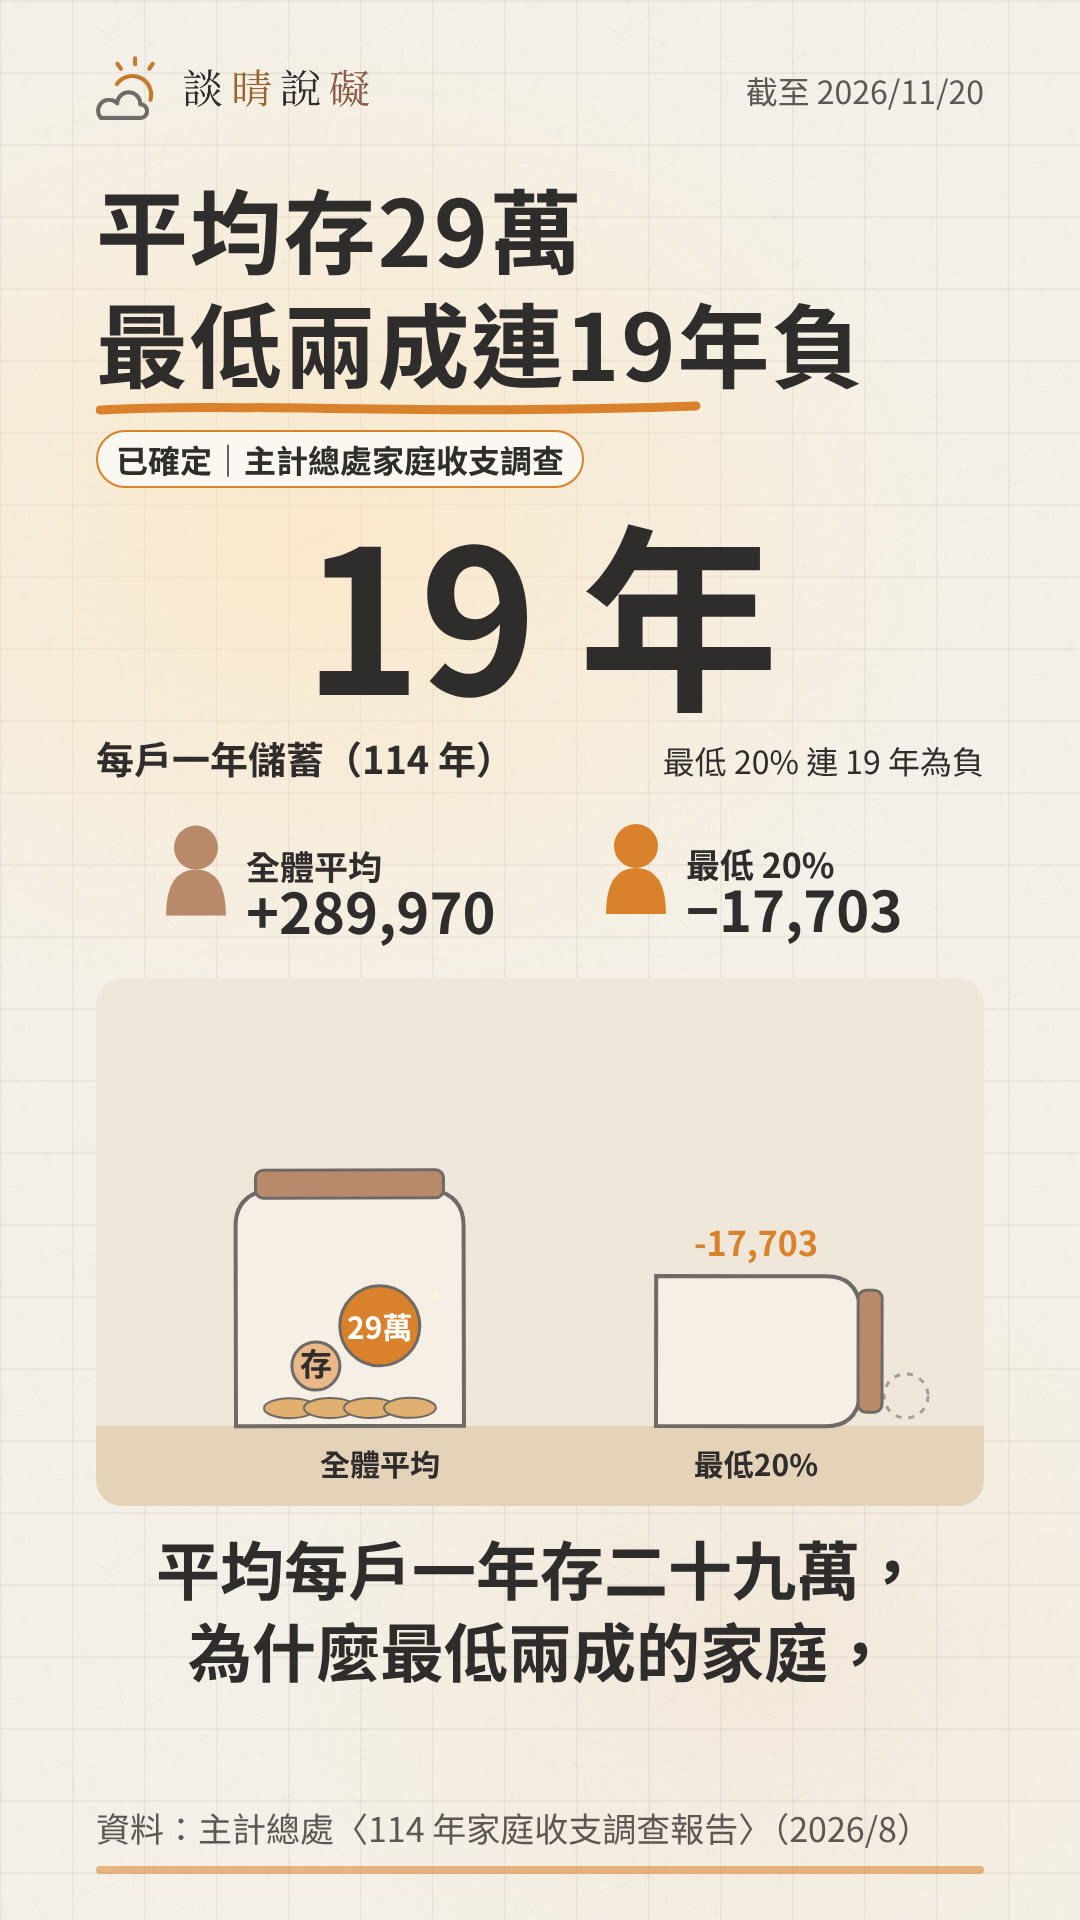 談晴說礙
截至 2026/11/20
平均存29萬
最低兩成連19年負
已確定｜主計總處家庭收支調查
19 年
每戶一年儲蓄（114 年）
最低 20% 連 19 年為負
全體平均
+289,970
最低 20%
−17,703
-17,703
29萬
存
全體平均
最低20%
平均每戶一年存二十九萬，
為什麼最低兩成的家庭，
資料：主計總處〈114 年家庭收支調查報告〉（2026/8）